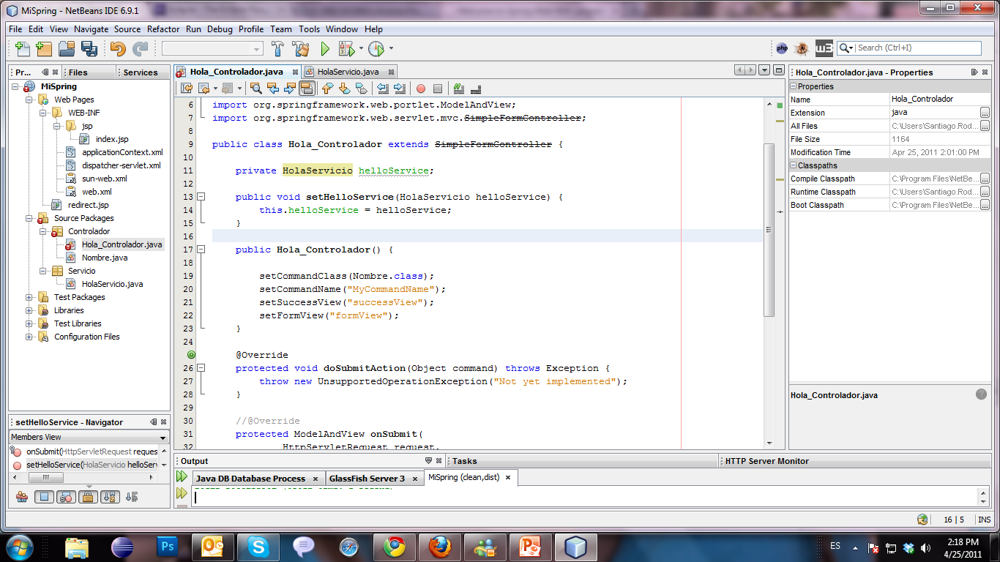 MiSpring - NetBeans IDE 6.9.1
File Edit View Navigate Source Refactor Run Debug Profile Team Tools Window Help
php w3 Search (Ctrl+I)
Pr... Files Services
MiSpring
Web Pages
WEB-INF
jsp
index.jsp
applicationContext.xml
dispatcher-servlet.xml
sun-web.xml
web.xml
redirect.jsp
Source Packages
Controlador
Hola_Controlador.java
Nombre.java
Servicio
HolaServicio.java
Test Packages
Libraries
Test Libraries
Configuration Files
setHelloService - Navigator
Members View
onSubmit(HttpServletRequest reques
setHelloService(HolaServicio helloServ
Hola_Controlador.java HolaServicio.java
6 import org.springframework.web.portlet.ModelAndView;
7 import org.springframework.web.servlet.mvc.SimpleFormController;
8
9 public class Hola_Controlador extends SimpleFormController {
10
11 private HolaServicio helloService;
12
13 public void setHelloService(HolaServicio helloService) {
14 this.helloService = helloService;
15 }
16
17 public Hola_Controlador() {
18
19 setCommandClass(Nombre.class);
20 setCommandName("MyCommandName");
21 setSuccessView("successView");
22 setFormView("formView");
23 }
24
@Override
26 protected void doSubmitAction(Object command) throws Exception {
27 throw new UnsupportedOperationException("Not yet implemented");
28 }
29
30 //@Override
31 protected ModelAndView onSubmit(
32 HttpServletRequest request,
Hola_Controlador.java - Properties
Properties
Name Hola_Controlador
Extension java ...
All Files C:\Users\Santiago.Rod... ...
File Size 1164
Modification Time Apr 25, 2011 2:01:00 PM
Classpaths
Compile Classpath C:\Program Files\NetBe... ...
Runtime Classpath C:\Users\Santiago.Rod... ...
Boot Classpath C:\Program Files\NetBe... ...
Hola_Controlador.java
Output Tasks HTTP Server Monitor
Java DB Database Process GlassFish Server 3 MiSpring (clean,dist)
16 | 5 INS
Ps ES 2:18 PM
4/25/2011